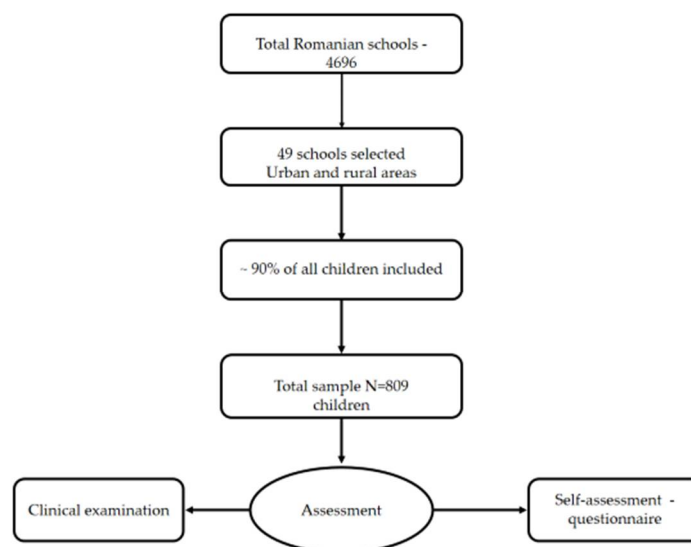 Total Romanian schools -
4696
49 schools selected
Urban and rural areas
~ 90% of all children included
Total sample N=809
children
Clinical examination
Assessment
Self-assessment -
questionnaire